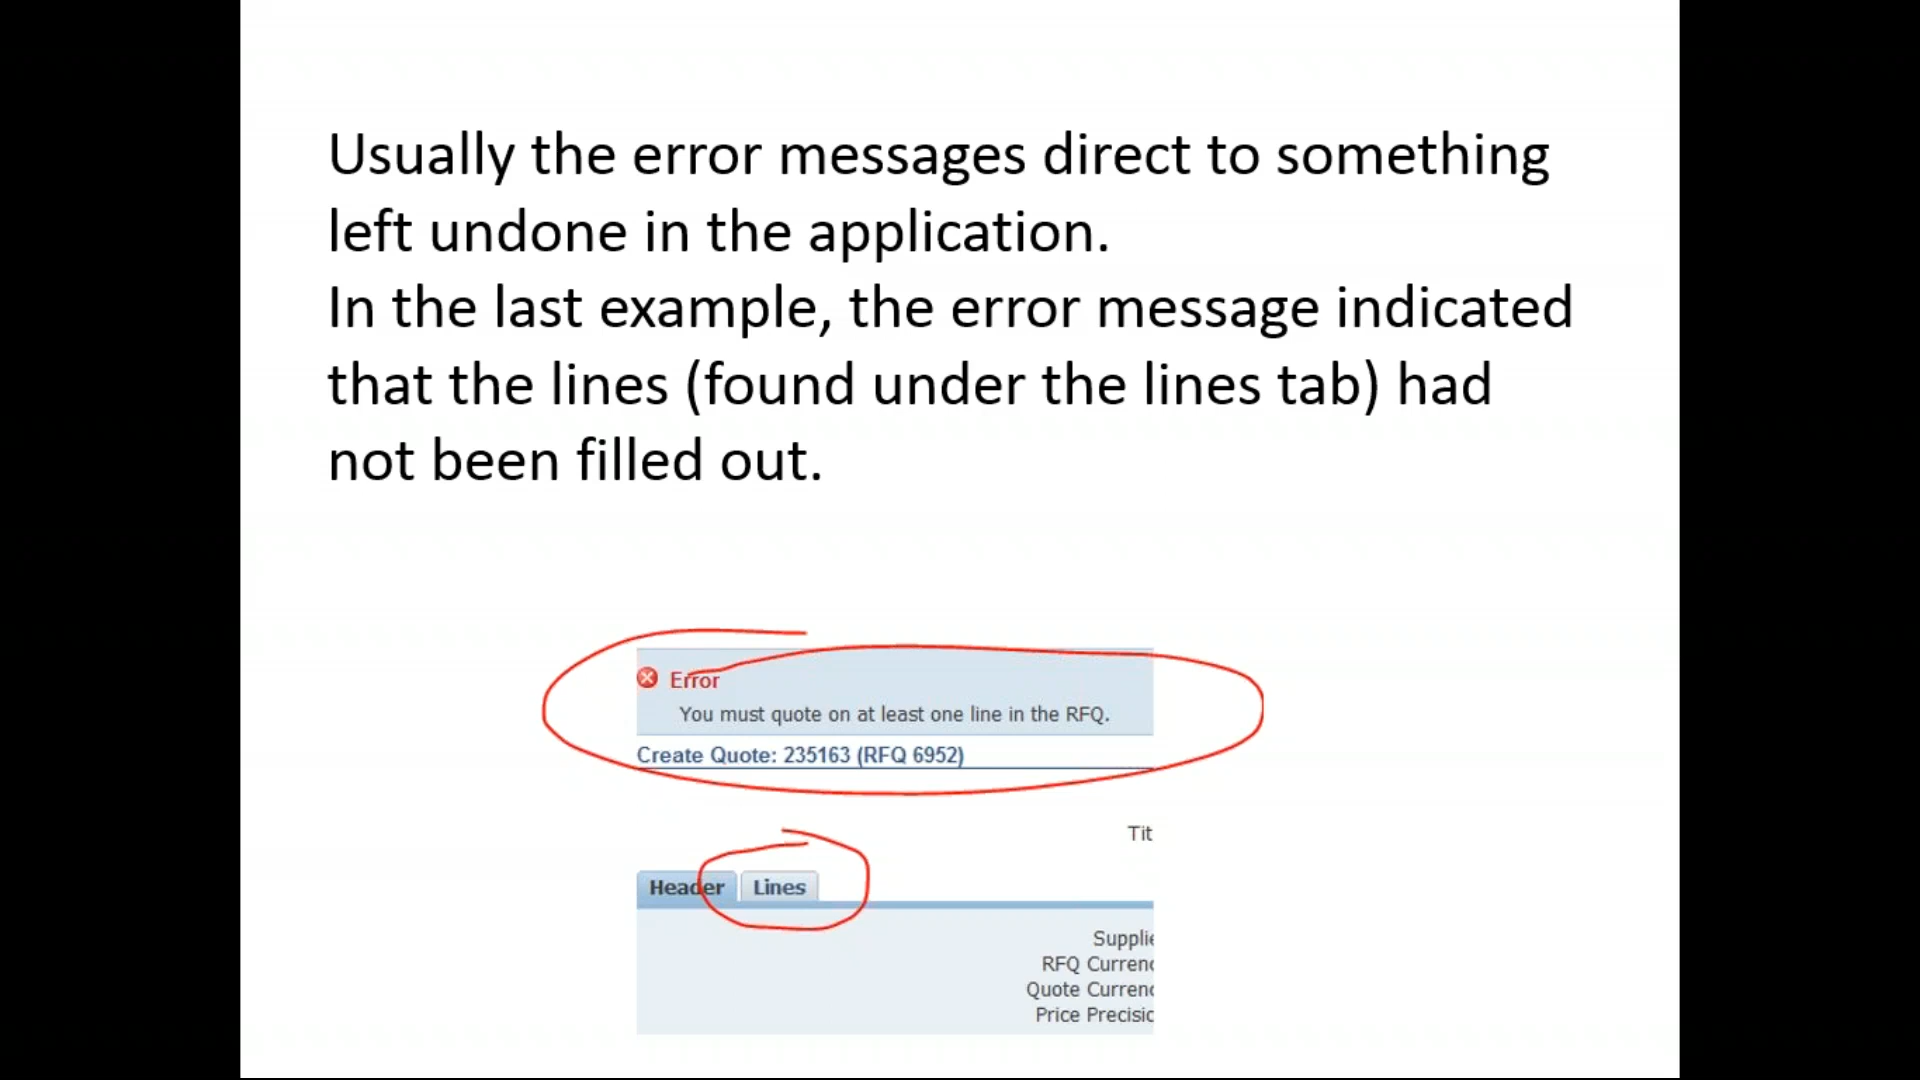 Usually the error messages direct to something
left undone in the application.
In the last example, the error message indicated
that the lines (found under the lines tab) had
not been filled out.
Error
You must quote on at least one line in the RFQ.
Create Quote: 235163 (RFQ 6952)
Tit
Header Lines
Supplie
RFQ Currenc
Quote Currenc
Price Precisic